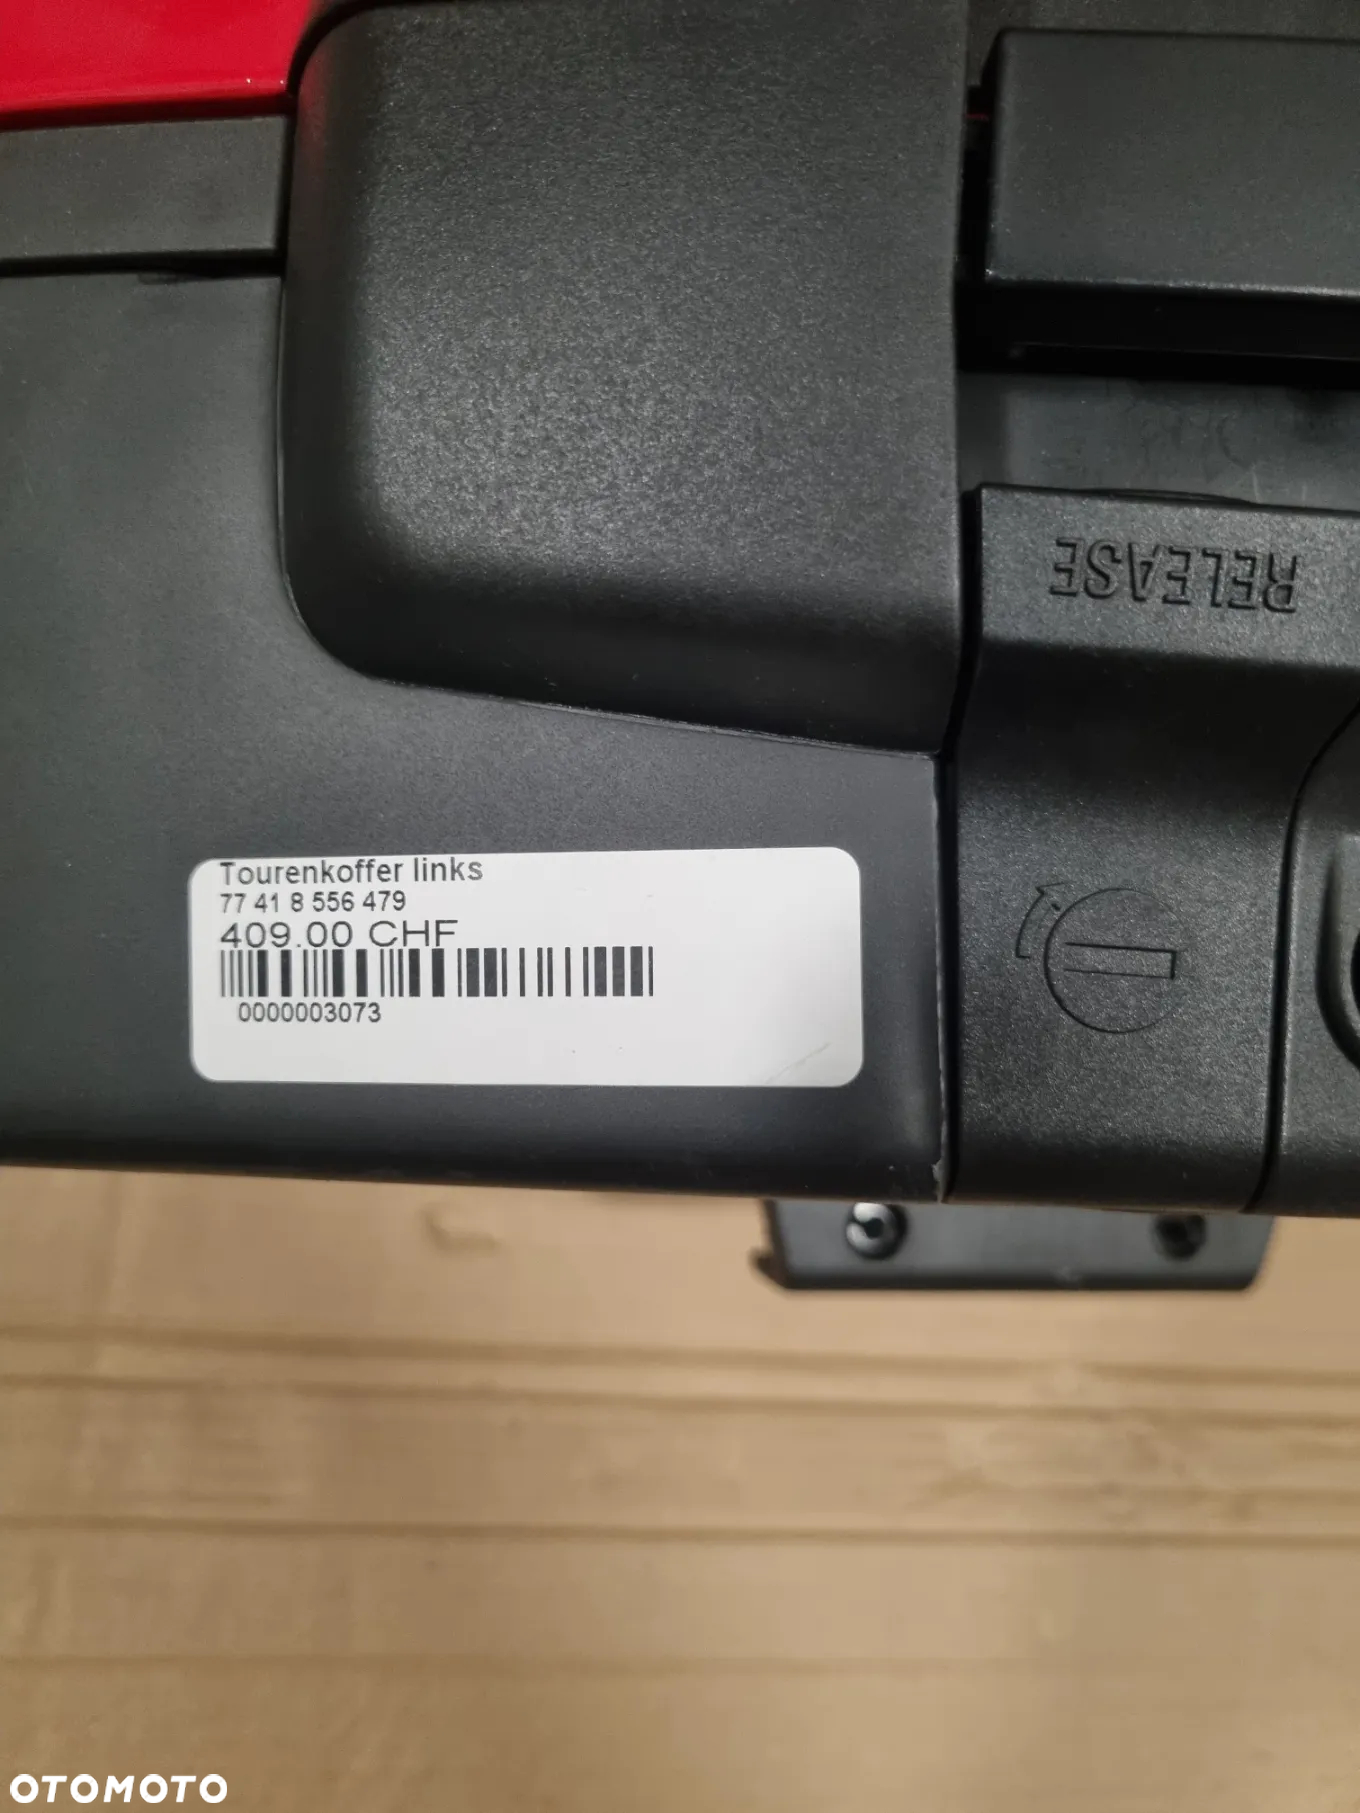 RELEASE
Tourenkoffer links
77 41 8 556 479
409.00 CHF
0000003073
OTOMOTO